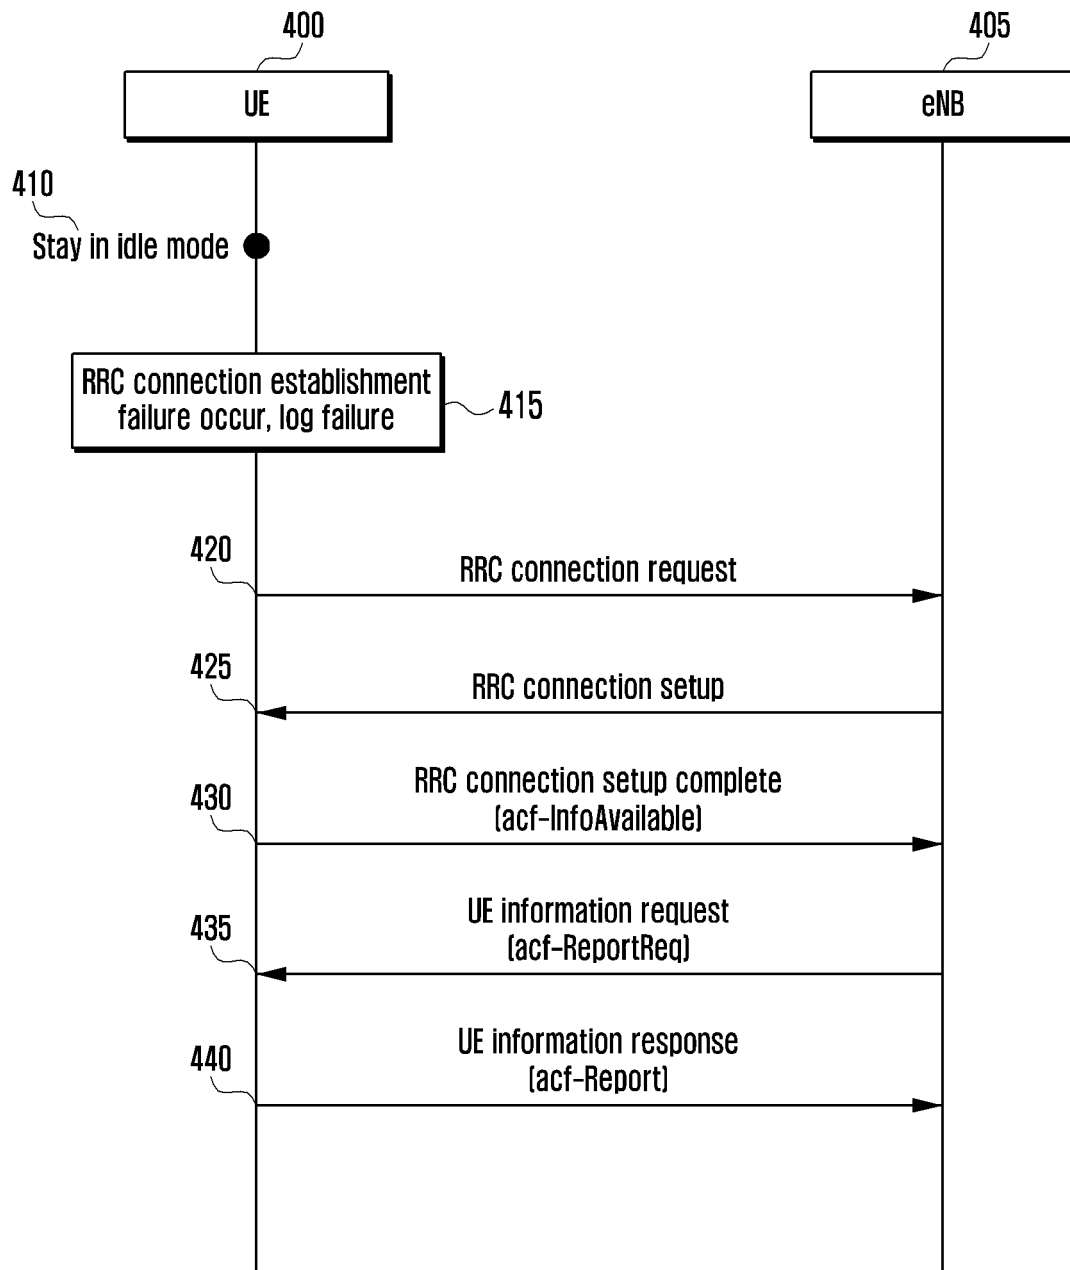 400
405
UE
eNB
410
Stay in idle mode
RRC connection establishment
failure occur, log failure
415
420
RRC connection request
425
RRC connection setup
RRC connection setup complete
(acf-InfoAvailable)
430
UE information request
(acf-ReportReq)
435
UE information response
(acf-Report)
440